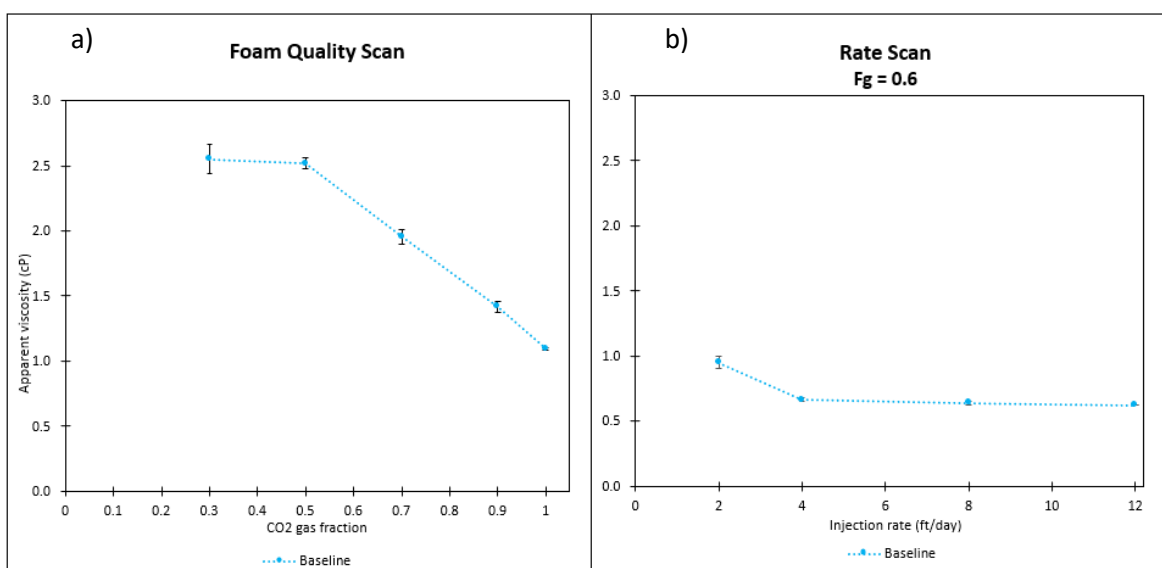 a)
Foam Quality Scan
3.0
2.5
2.0
1.5
1.0
0.5
0.0
Apparent viscosity (cP)
0 0.1 0.2 0.3 0.4 0.5 0.6 0.7 0.8 0.9 1
CO2 gas fraction
Baseline
b)
Rate Scan
Fg = 0.6
3.0
2.5
2.0
1.5
1.0
0.5
0.0
0 2 4 6 8 10 12
Injection rate (ft/day)
Baseline